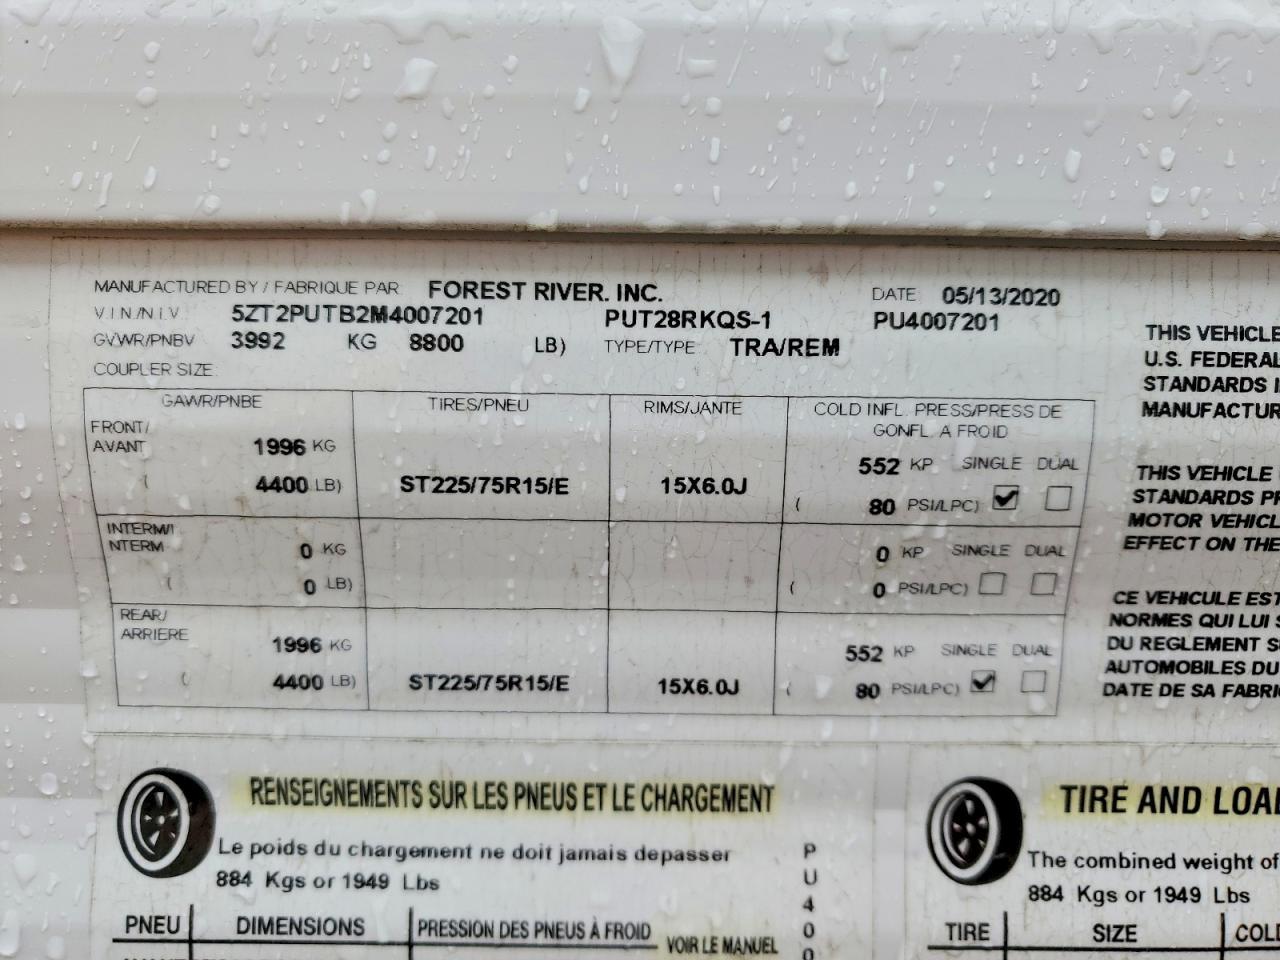 MANUFACTURED BY / FABRIQUE PAR: FOREST RIVER. INC. DATE: 05/13/2020
V I N / N I V 5ZT2PUTB2M4007201 PUT28RKQS-1 PU4007201
GVWR/PNBV 3992 KG 8800 LB) TYPE/TYPE: TRA/REM
COUPLER SIZE:
GAWR/PNBE TIRES/PNEU RIMS/JANTE COLD INFL. PRESS/PRESS DE
GONFL. A FROID
FRONT/
AVANT 1996 KG 552 KP SINGLE DUAL
( 4400 LB) ST225/75R15/E 15X6.0J ( 80 PSI/LPC)
INTERM/I
NTERM 0 KG 0 KP SINGLE DUAL
( 0 LB) ( 0 PSI/LPC)
REAR/
ARRIERE 1996 KG 552 KP SINGLE DUAL
( 4400 LB) ST225/75R15/E 15X6.0J ( 80 PSI/LPC)
THIS VEHICLE
U.S. FEDERAL
STANDARDS
MANUFACTUR
THIS VEHICLE
STANDARDS PR
MOTOR VEHICL
EFFECT ON THE
CE VEHICULE EST
NORMES QUI LUI S
DU REGLEMENT S
AUTOMOBILES DU
DATE DE SA FABRI
RENSEIGNEMENTS SUR LES PNEUS ET LE CHARGEMENT
Le poids du chargement ne doit jamais depasser
884 Kgs or 1949 Lbs
PNEU DIMENSIONS PRESSION DES PNEUS À FROID VOIR LE MANUEL
P
U
4
0
0
TIRE AND LOA
The combined weight of
884 Kgs or 1949 Lbs
TIRE SIZE COLD